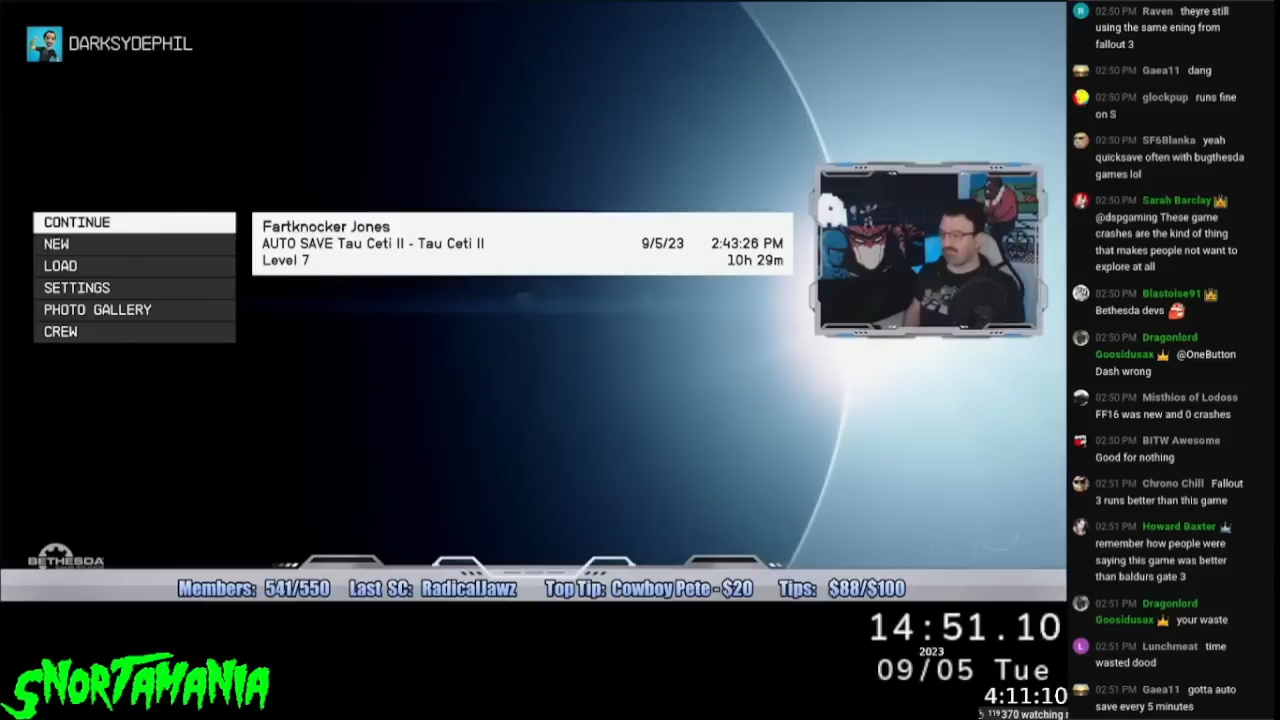 DARKSYDEPHIL
CONTINUE
NEW
LOAD
SETTINGS
PHOTO GALLERY
CREW
Fartknocker Jones
AUTO SAVE Tau Ceti II - Tau Ceti II 9/5/23 2:43:26 PM
Level 7 10h 29m
BETHESDA
Members: 541/550 Last SC: RadicalJawz Top Tip: Cowboy Pete - $20 Tips: $88/$100
SNORTAMANIA
14:51.10
2023
09/05 Tue
4:11:10
370 watching
02:50 PM Raven theyre still
using the same ening from
fallout 3
02:50 PM Gaea11 dang
02:50 PM glockpup runs fine
on S
02:50 PM SF6Blanka yeah
quicksave often with bugthesda
games lol
02:50 PM Sarah Barclay
@dspgaming These game
crashes are the kind of thing
that makes people not want to
explore at all
02:50 PM Blastoise91
Bethesda devs
02:50 PM Dragonlord
Goosidusax @OneButton
Dash wrong
02:50 PM Misthios of Lodoss
FF16 was new and 0 crashes
02:50 PM BITW Awesome
Good for nothing
02:51 PM Chrono Chill Fallout
3 runs better than this game
02:51 PM Howard Baxter
remember how people were
saying this game was better
than baldurs gate 3
02:51 PM Dragonlord
Goosidusax your waste
02:51 PM Lunchmeat time
wasted dood
02:51 PM Gaea11 gotta auto
save every 5 minutes